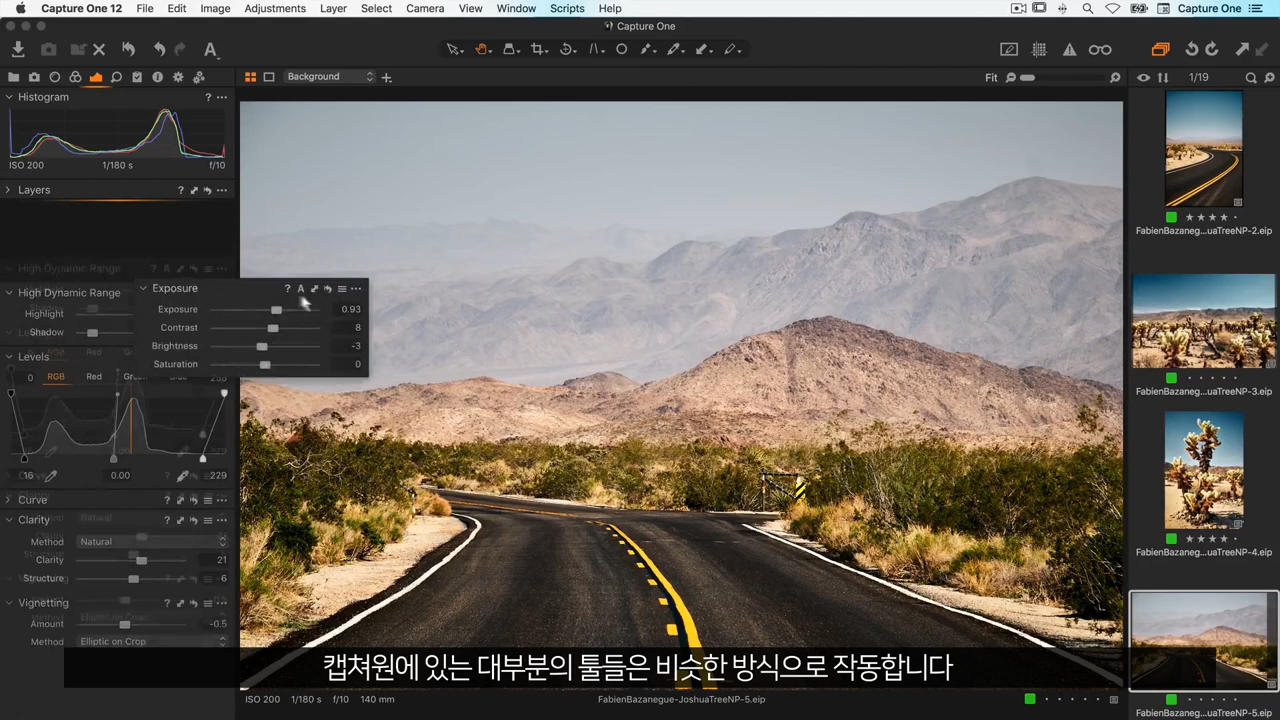 Capture One 12 File Edit Image Adjustments Layer Select Camera View Window Scripts Help Capture One
Capture One
Background Fit 1/19
Histogram ?
ISO 200 1/180 s f/10
Layers ?
FabienBazaneg...uaTreeNP-2.eip
High Dynamic Range ?
High Dynamic Range
Highlight
Shadow
Exposure ? A
Exposure 0.93
Contrast 8
Brightness -3
Saturation 0
Levels
0 RGB Red
16 0.00 229
FabienBazaneg...uaTreeNP-3.eip
Curve ?
Clarity ?
Method Natural
Clarity 21
Structure 6
Vignetting ?
Amount -0.5
Method Elliptic on Crop
FabienBazaneg...uaTreeNP-4.eip
캡쳐원에 있는 대부분의 툴들은 비슷한 방식으로 작동합니다
ISO 200 1/180 s f/10 140 mm FabienBazanegue-JoshuaTreeNP-5.eip
FabienBazaneg...uaTreeNP-5.eip